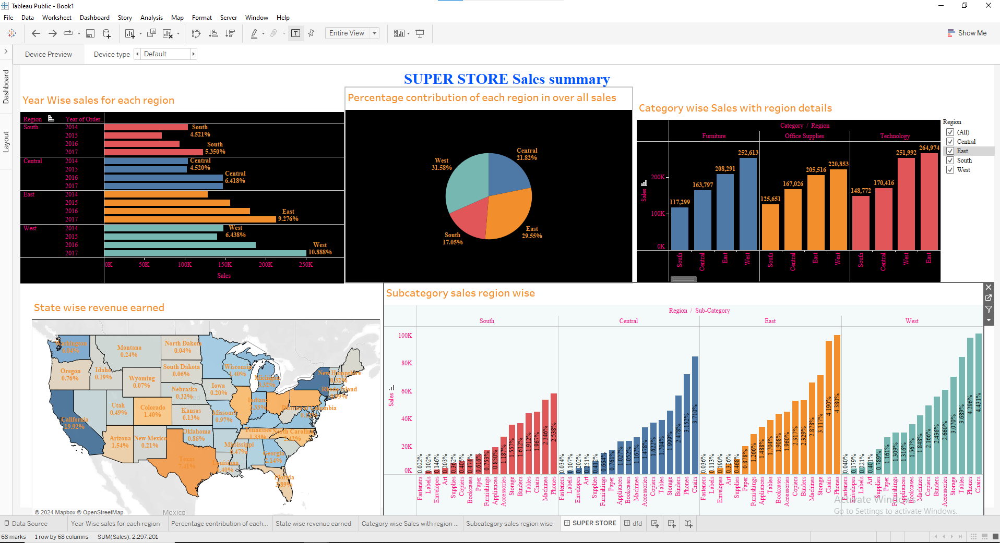 Tableau Public - Book1
File Data Worksheet Dashboard Story Analysis Map Format Server Window Help
Entire View
Show Me
Device Preview Device type Default
Dashboard
Layout
SUPER STORE Sales summary
Year Wise sales for each region
Region Year of Order..
South 2014 South 4.521%
2015
2016 South
2017 5.350%
Central 2014 Central
2015 4.520%
2016 Central
2017 6.418%
East 2014
2015
2016 East
2017 9.276%
West 2014 West
2015 6.438%
2016 West
2017 10.888%
0K 50K 100K 150K 200K 250K
Sales
Percentage contribution of each region in over all sales
Central
21.82%
West
31.58%
East
29.55%
South
17.05%
Category wise Sales with region details
Category / Region
Furniture Office Supplies Technology
200K
100K
0K
Sales
117,299 163,797 208,291 252,613
125,651 167,026 205,516 220,853
148,772 170,416 251,992 264,974
South Central East West South Central East West South Central West East
Region
(All)
Central
East
South
West
State wise revenue earned
Washington
6.04%
Montana
0.24%
North Dakota
0.04%
Oregon
0.76%
Idaho
0.19%
South Dakota
0.06%
Wyoming
0.07%
Wisconsin
1.40%
Michigan
3.32%
New Hampshire
0.32%
Rhode Island
Nebraska
0.32%
Iowa
0.20%
Utah
0.49%
Colorado
1.40%
Kansas
0.13%
Missouri
0.97%
Indiana
2.33%
District of Columbia
California
19.92%
Arizona
1.54%
New Mexico
0.21%
Oklahoma
0.86%
Tennessee
1.33%
North Carolina
2.42%
Mississippi
0.47%
Georgia
2.14%
Texas
7.41%
Louisiana
0.40%
Florida
3.89%
Mexico
© 2024 Mapbox © OpenStreetMap
Subcategory sales region wise
Region / Sub-Category
South Central East West
100K
80K
60K
40K
20K
0K
Sales
0.022% 0.102% 0.146% 0.203% 0.362% 0.405% 0.474% 0.616% 0.753% 0.850% 1.187% 1.557% 1.612% 1.912% 1.967% 2.346% 2.538%
0.034% 0.107% 0.202% 0.251% 0.412% 0.664% 0.761% 1.027% 1.052% 1.167% 1.478% 1.622% 1.704% 1.999% 2.478% 3.152% 3.710%
0.036% 0.113% 0.190% 0.326% 0.468% 0.878% 1.266% 1.488% 1.704% 1.908% 1.960% 2.317% 2.329% 2.878% 3.117% 4.190% 4.380%
0.040% 0.179% 0.221% 0.401% 0.789% 1.161% 1.309% 1.316% 1.567% 1.848% 2.166% 2.436% 2.660% 3.070% 3.689% 4.296% 4.431%
Fasteners Labels Envelopes Art Supplies Copiers Bookcases Paper Furnishings Appliances Accessories Storage Binders Tables Chairs Machines Phones
Fasteners Labels Envelopes Art Supplies Furnishings Paper Appliances Bookcases Machines Accessories Copiers Tables Storage Binders Phones Chairs
Fasteners Labels Envelopes Art Supplies Paper Furnishings Appliances Tables Bookcases Accessories Copiers Binders Machines Storage Chairs Phones
Fasteners Envelopes Labels Art Supplies Paper Furnishings Appliances Bookcases Machines Copiers Binders Accessories Storage Tables Phones Chairs
Activate Windows
Go to Settings to activate Windows.
Data Source Year Wise sales for each region Percentage contribution of each... State wise revenue earned Category wise Sales with region ... Subcategory sales region wise SUPER STORE dfd
68 marks 1 row by 68 columns SUM(Sales): 2,297,201